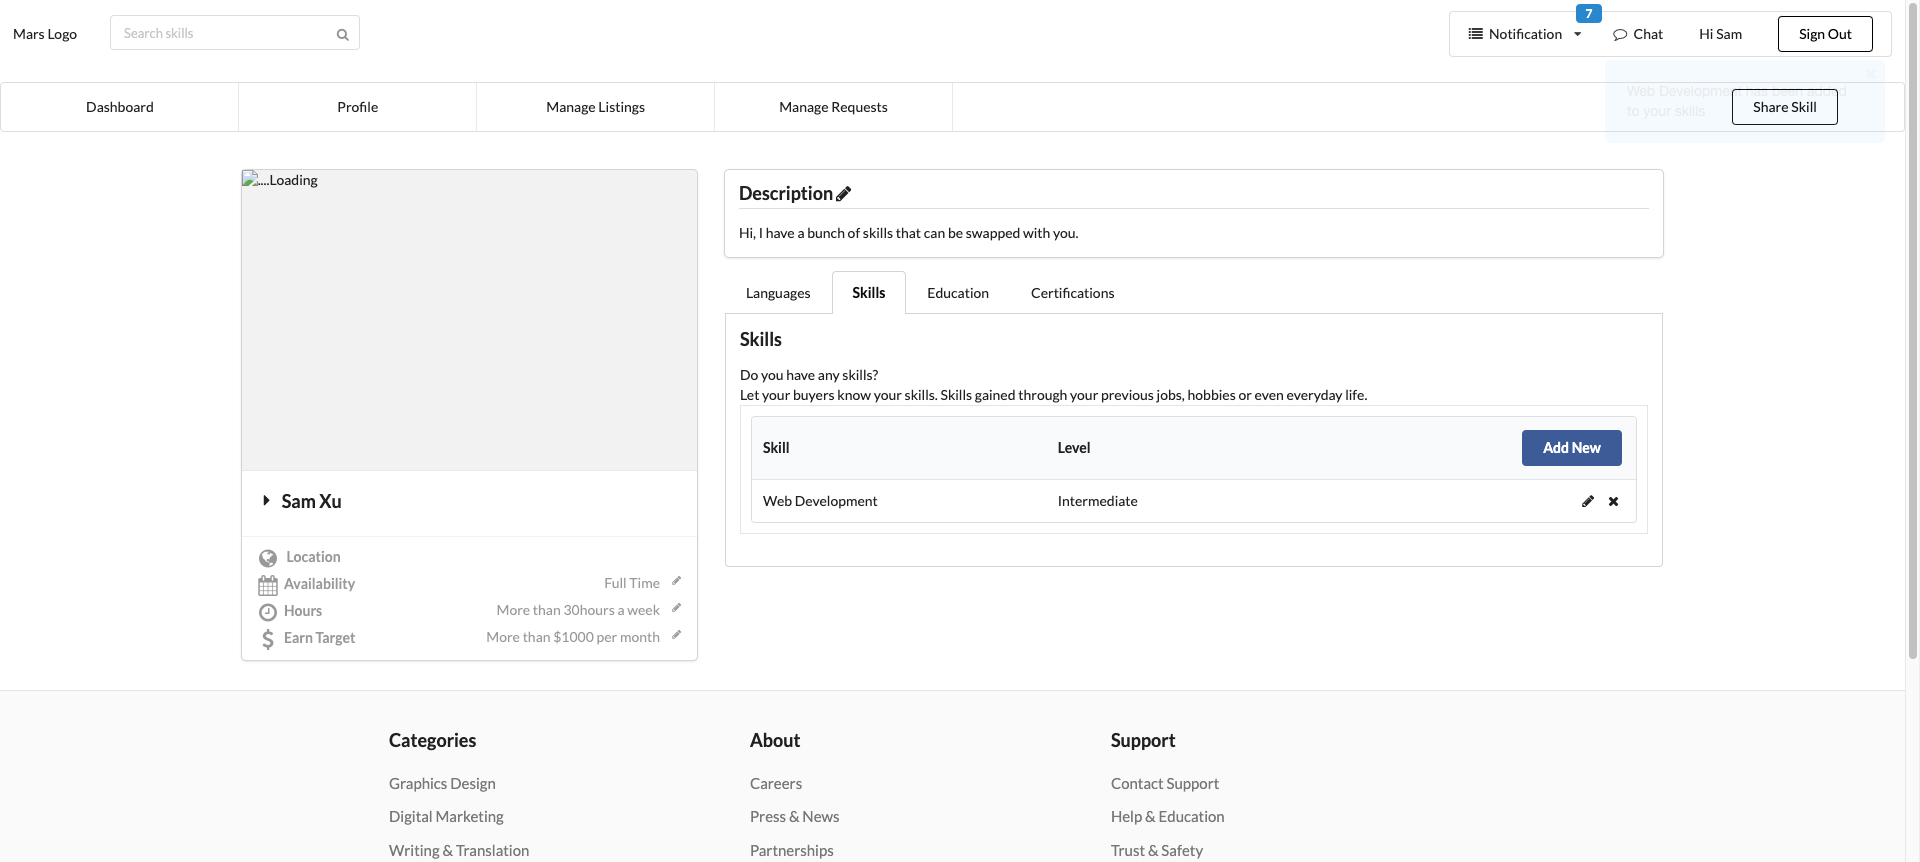 Mars Logo
Search skills
7
Notification
Chat
Hi Sam
Sign Out
Web Development has been added
to your skills
Dashboard
Profile
Manage Listings
Manage Requests
Share Skill
....Loading
Sam Xu
Location
Availability
Full Time
Hours
More than 30hours a week
Earn Target
More than $1000 per month
Description
Hi, I have a bunch of skills that can be swapped with you.
Languages
Skills
Education
Certifications
Skills
Do you have any skills?
Let your buyers know your skills. Skills gained through your previous jobs, hobbies or even everyday life.
Skill
Level
Add New
Web Development
Intermediate
Categories
Graphics Design
Digital Marketing
Writing & Translation
About
Careers
Press & News
Partnerships
Support
Contact Support
Help & Education
Trust & Safety